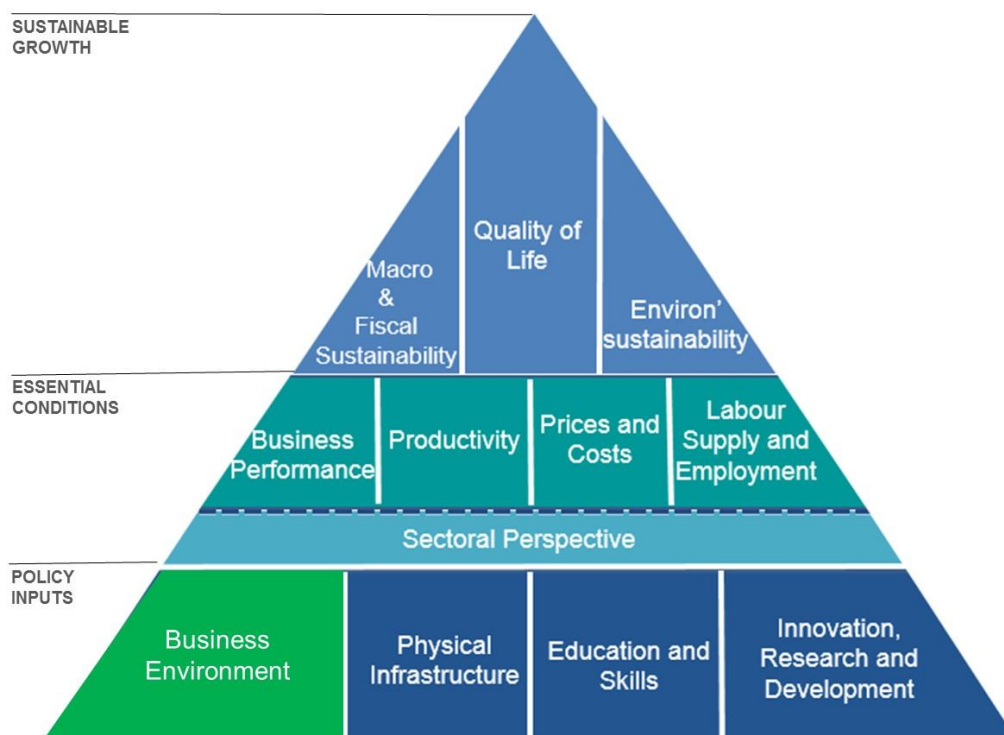 SUSTAINABLE
GROWTH
Quality of
Life
Macro
&
Fiscal
Sustainability
Environ’
sustainability
ESSENTIAL
CONDITIONS
Business
Performance
Productivity
Prices and
Costs
Labour
Supply and
Employment
Sectoral Perspective
POLICY
INPUTS
Business
Environment
Physical
Infrastructure
Education and
Skills
Innovation,
Research and
Development